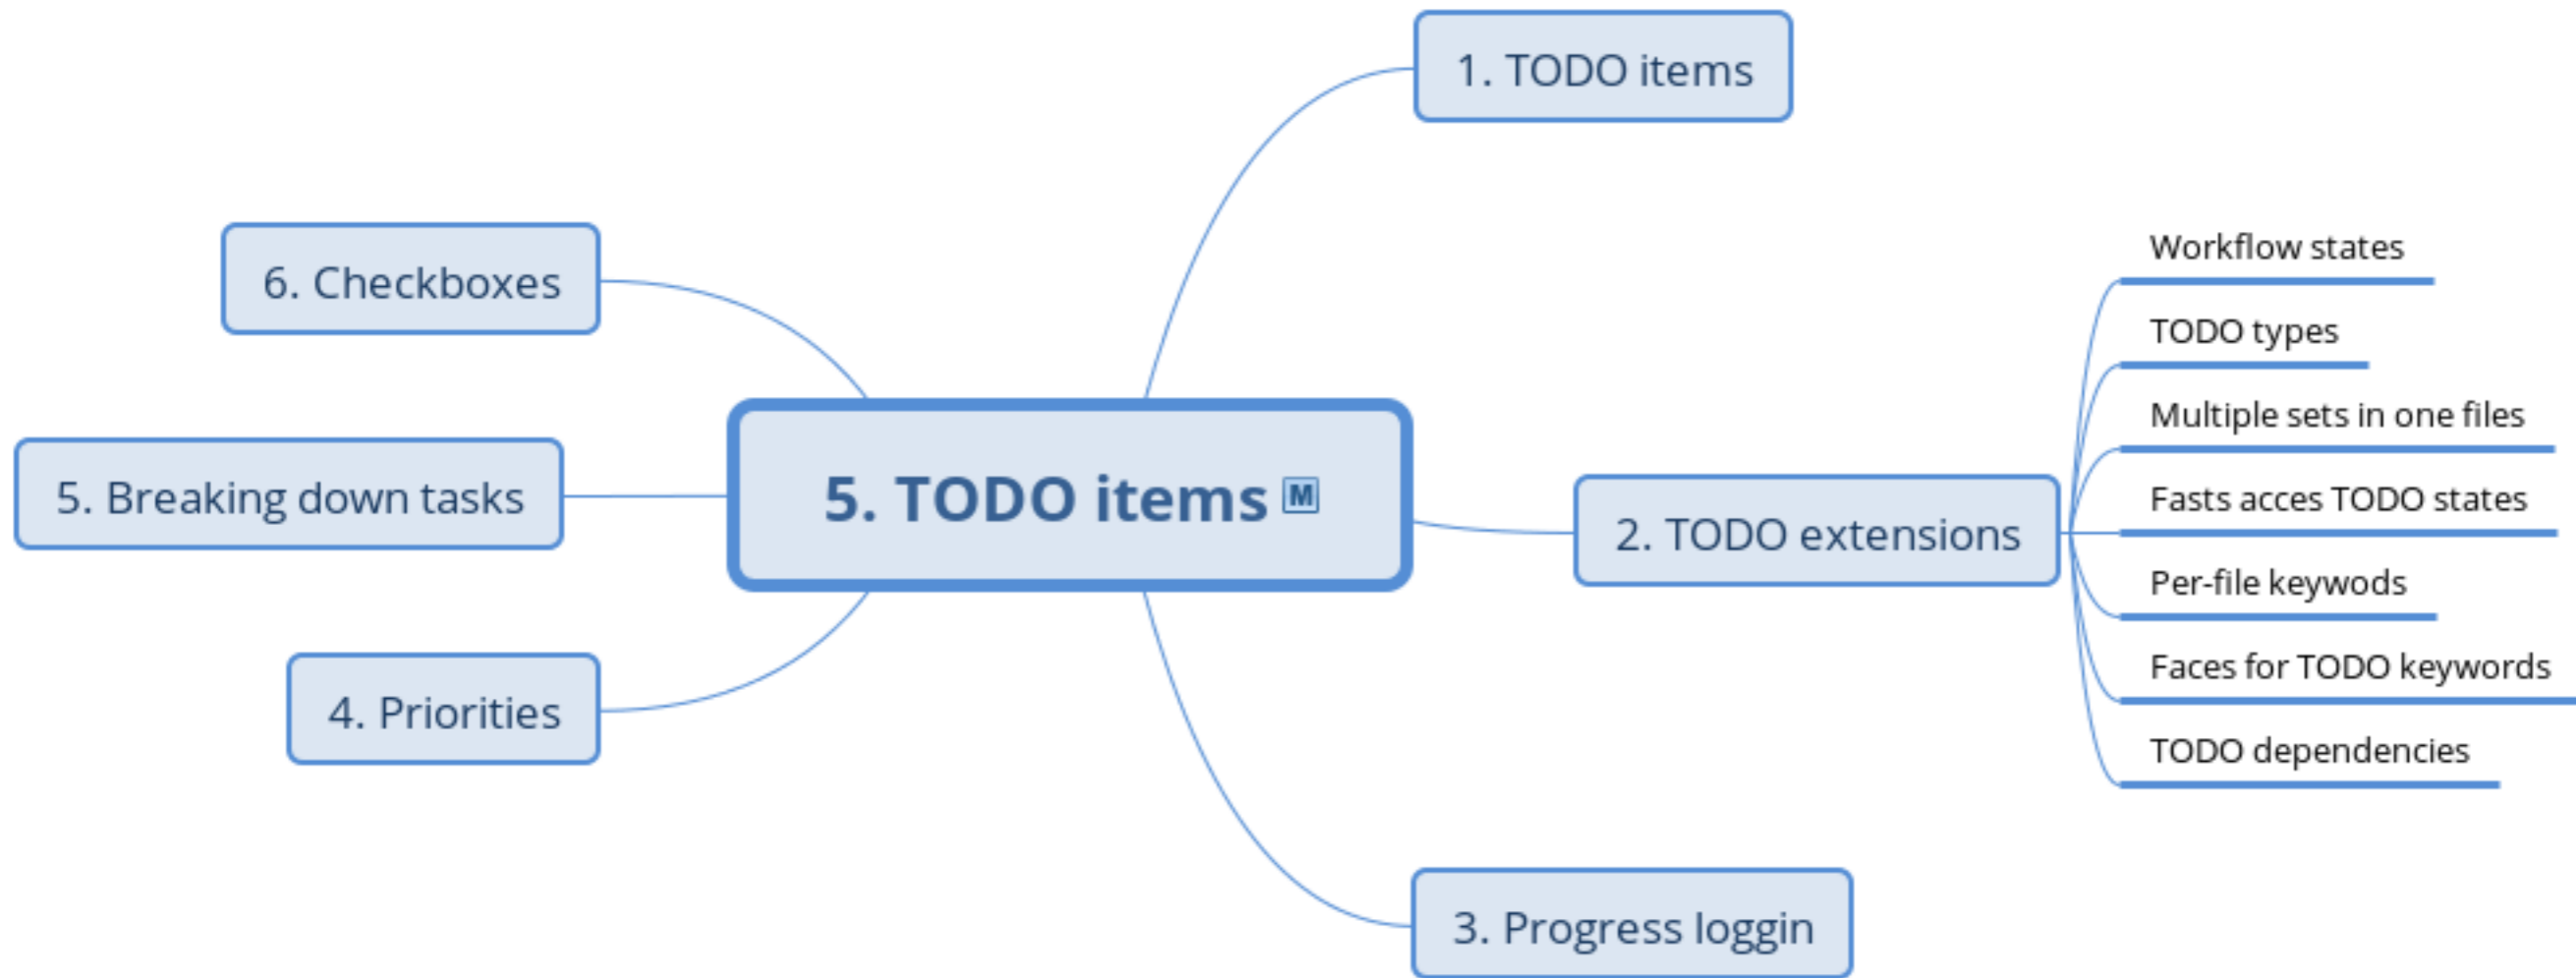 5. TODO items M
1. TODO items
2. TODO extensions
Workflow states
TODO types
Multiple sets in one files
Fasts acces TODO states
Per-file keywods
Faces for TODO keywords
TODO dependencies
3. Progress loggin
4. Priorities
5. Breaking down tasks
6. Checkboxes